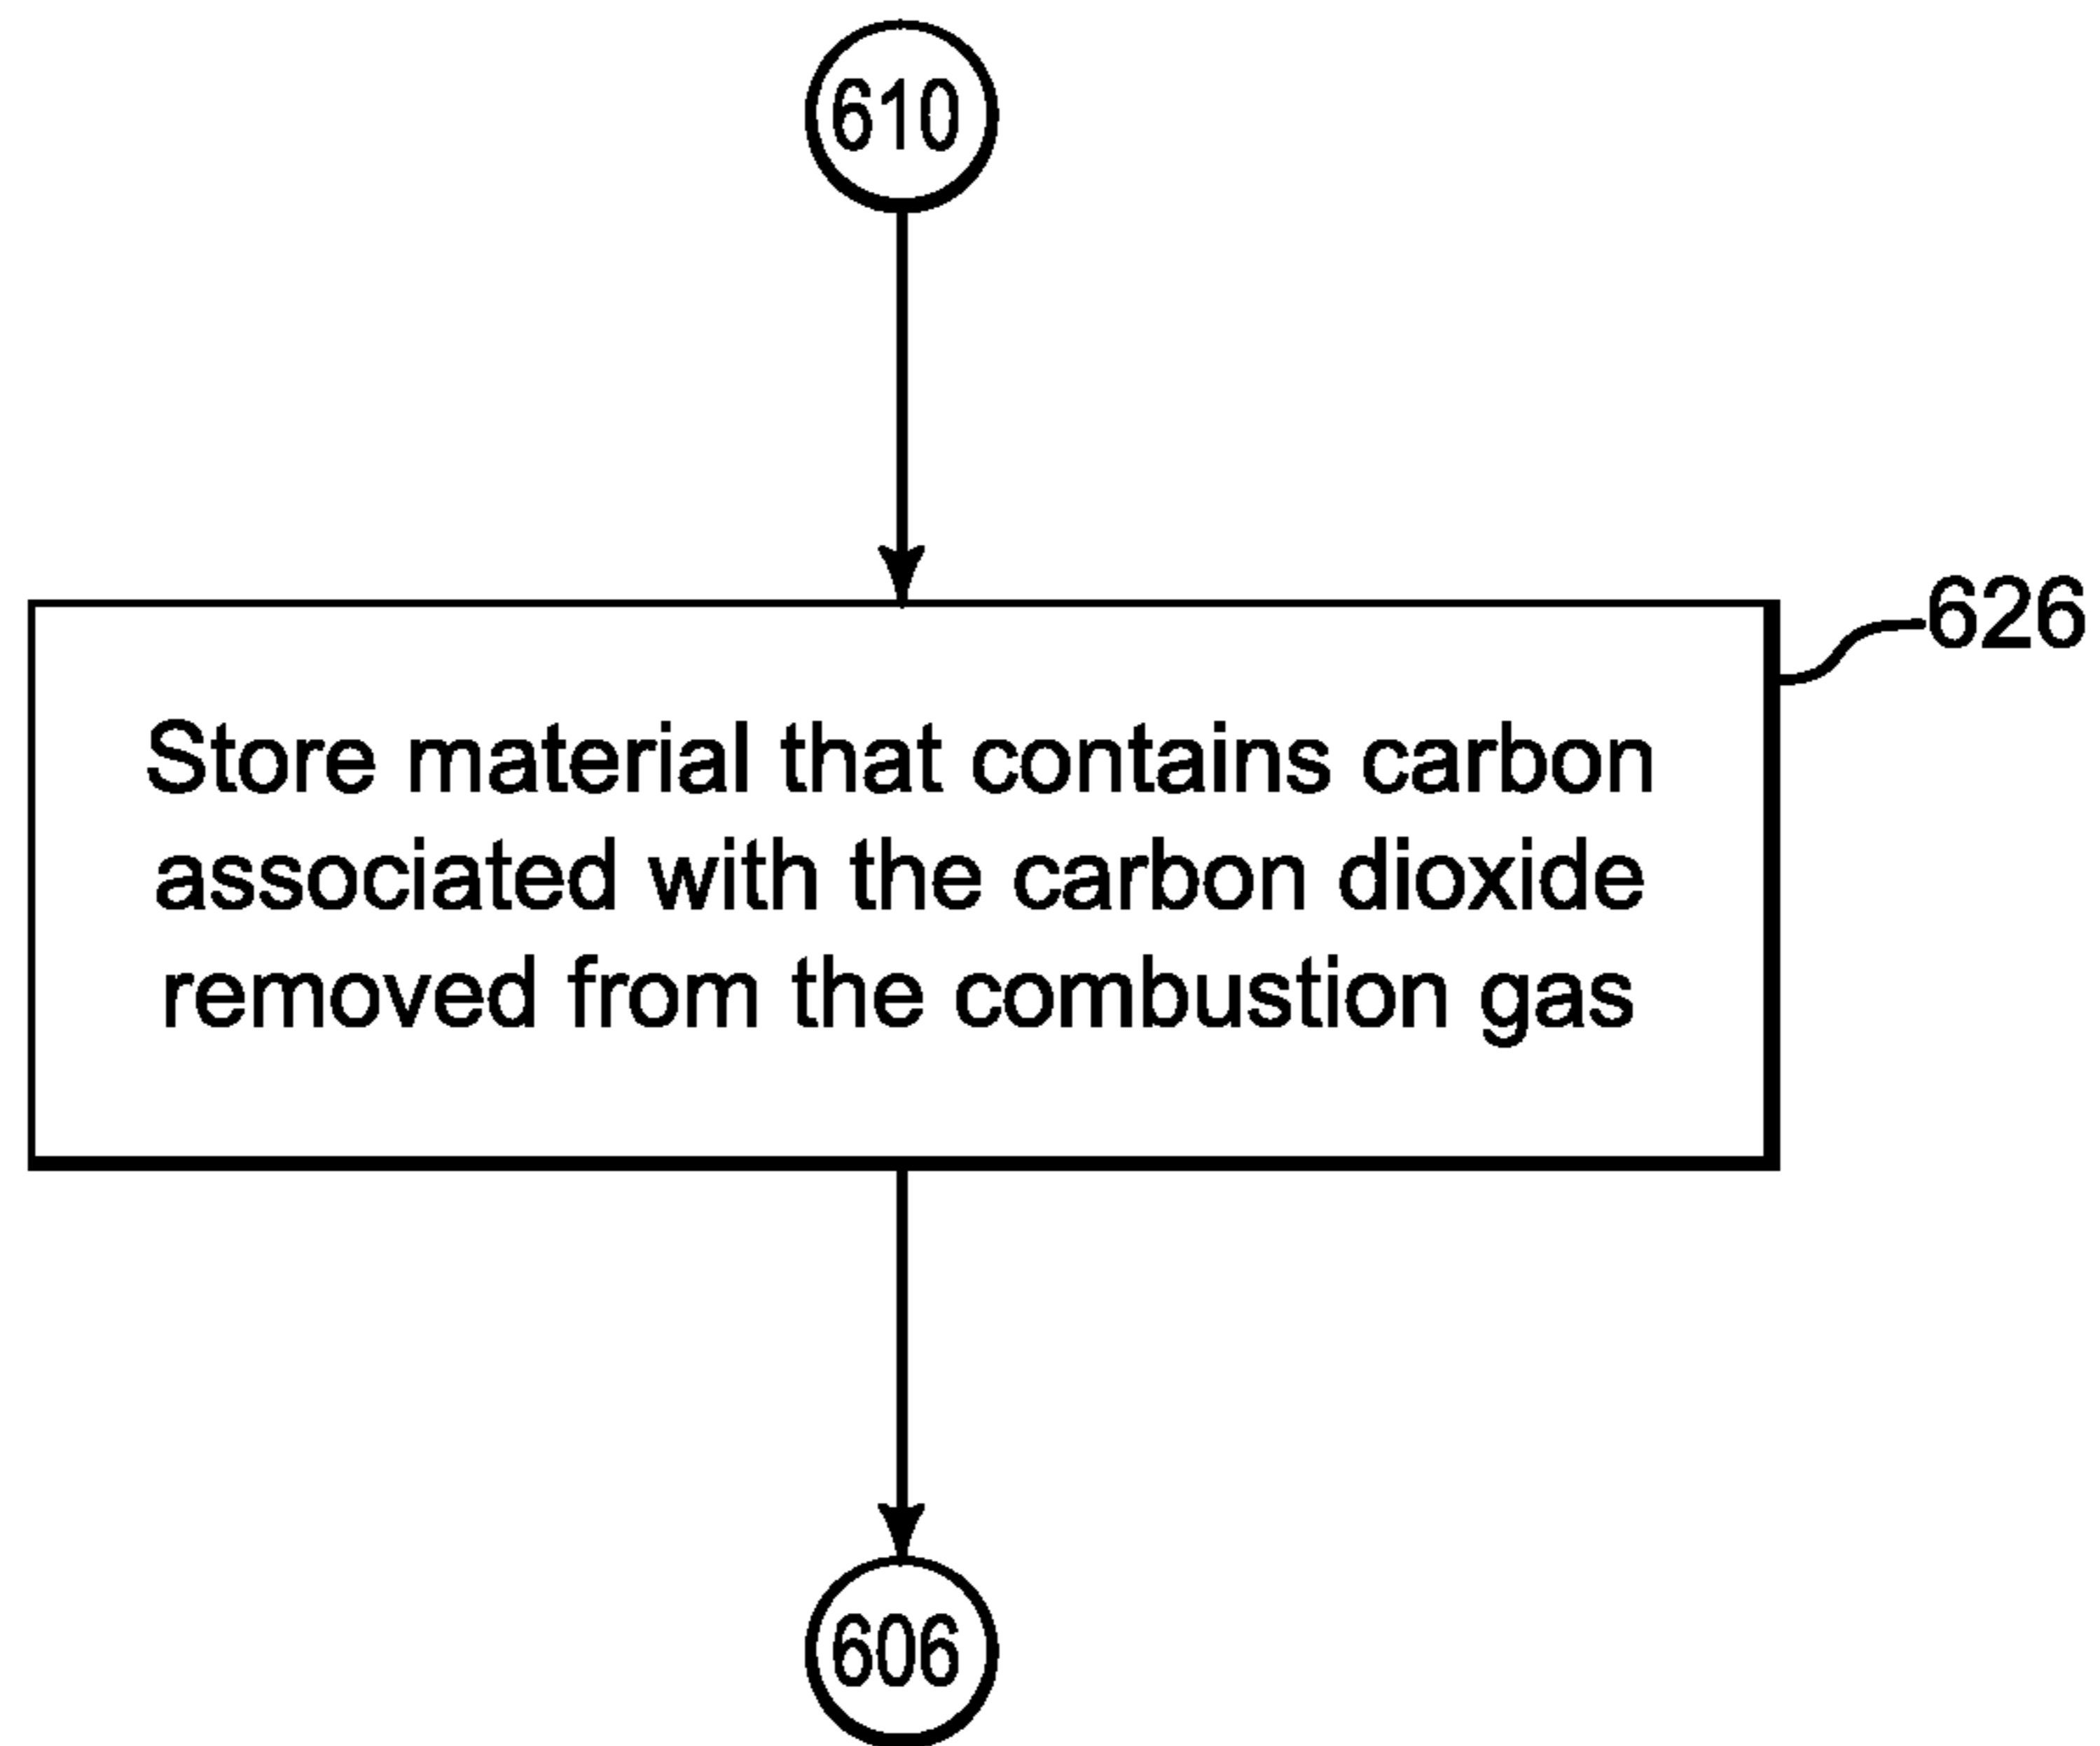 610
626
Store material that contains carbon
associated with the carbon dioxide
removed from the combustion gas
606